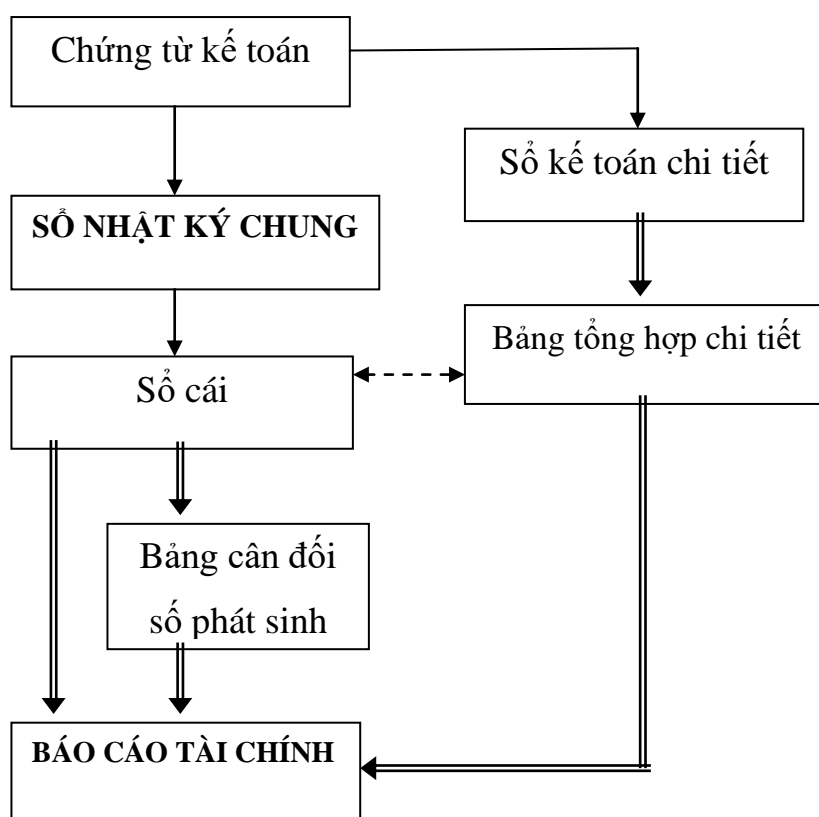 Chứng từ kế toán
Sổ kế toán chi tiết
SỔ NHẬT KÝ CHUNG
Bảng tổng hợp chi tiết
Sổ cái
Bảng cân đối
số phát sinh
BÁO CÁO TÀI CHÍNH